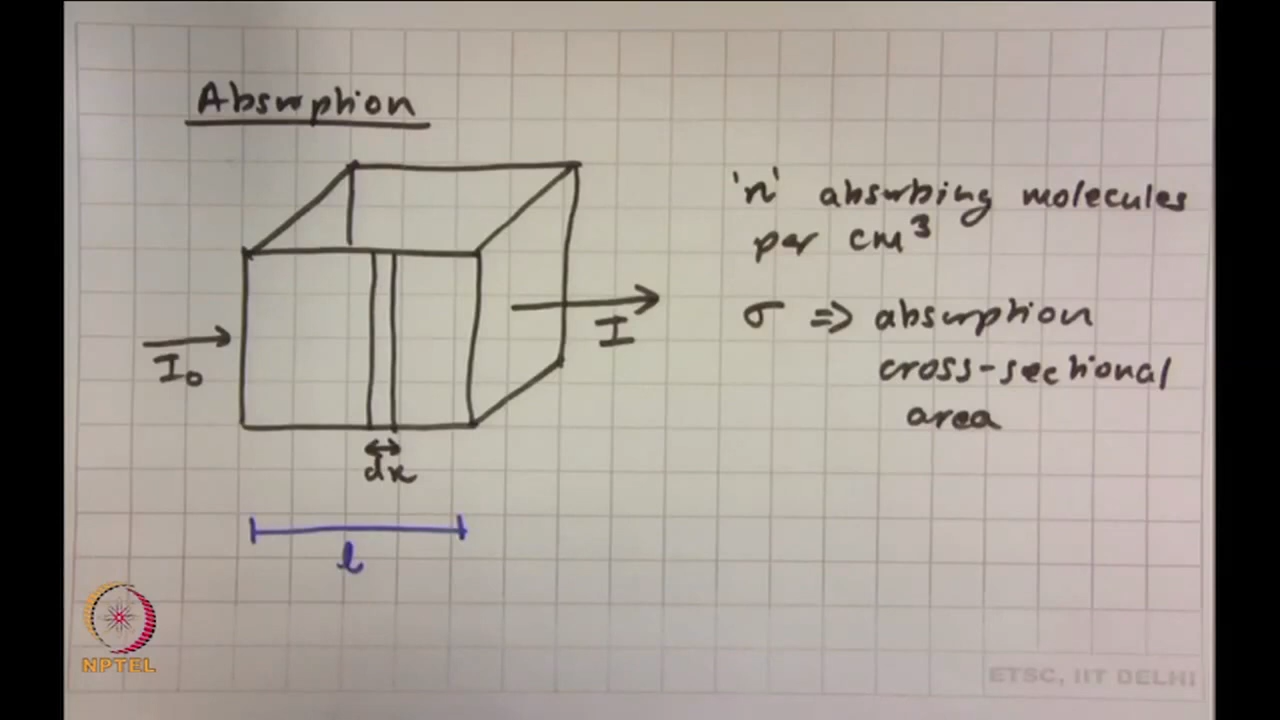 Absorption
'n' absorbing molecules
per cm³
σ => absorption
cross-sectional
area
I₀
I
dx
l
NPTEL
ETSC, IIT DELHI